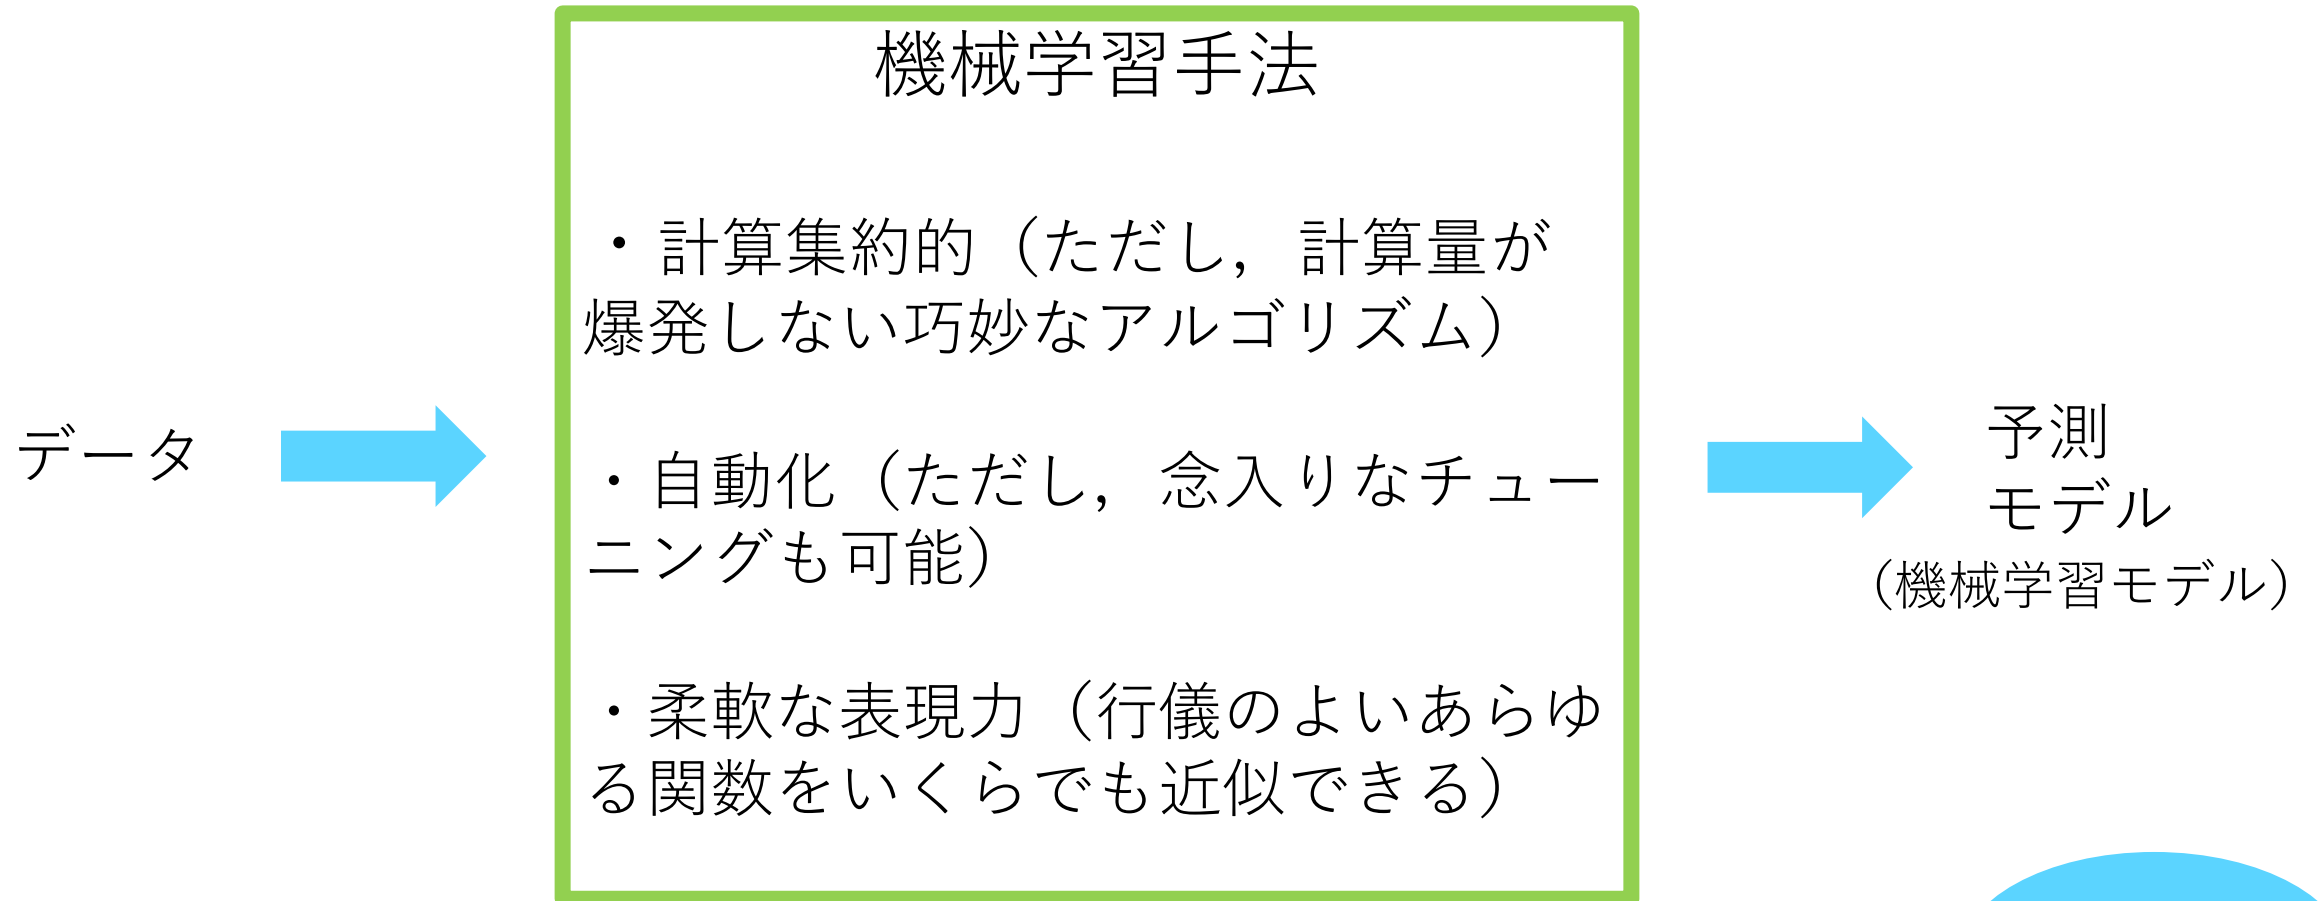 機械学習手法
・計算集約的（ただし，計算量が
爆発しない巧妙なアルゴリズム）
データ
・自動化（ただし，念入りなチュー
ニングも可能）
・柔軟な表現力（行儀のよいあらゆ
る関数をいくらでも近似できる）
予測
モデル
（機械学習モデル）